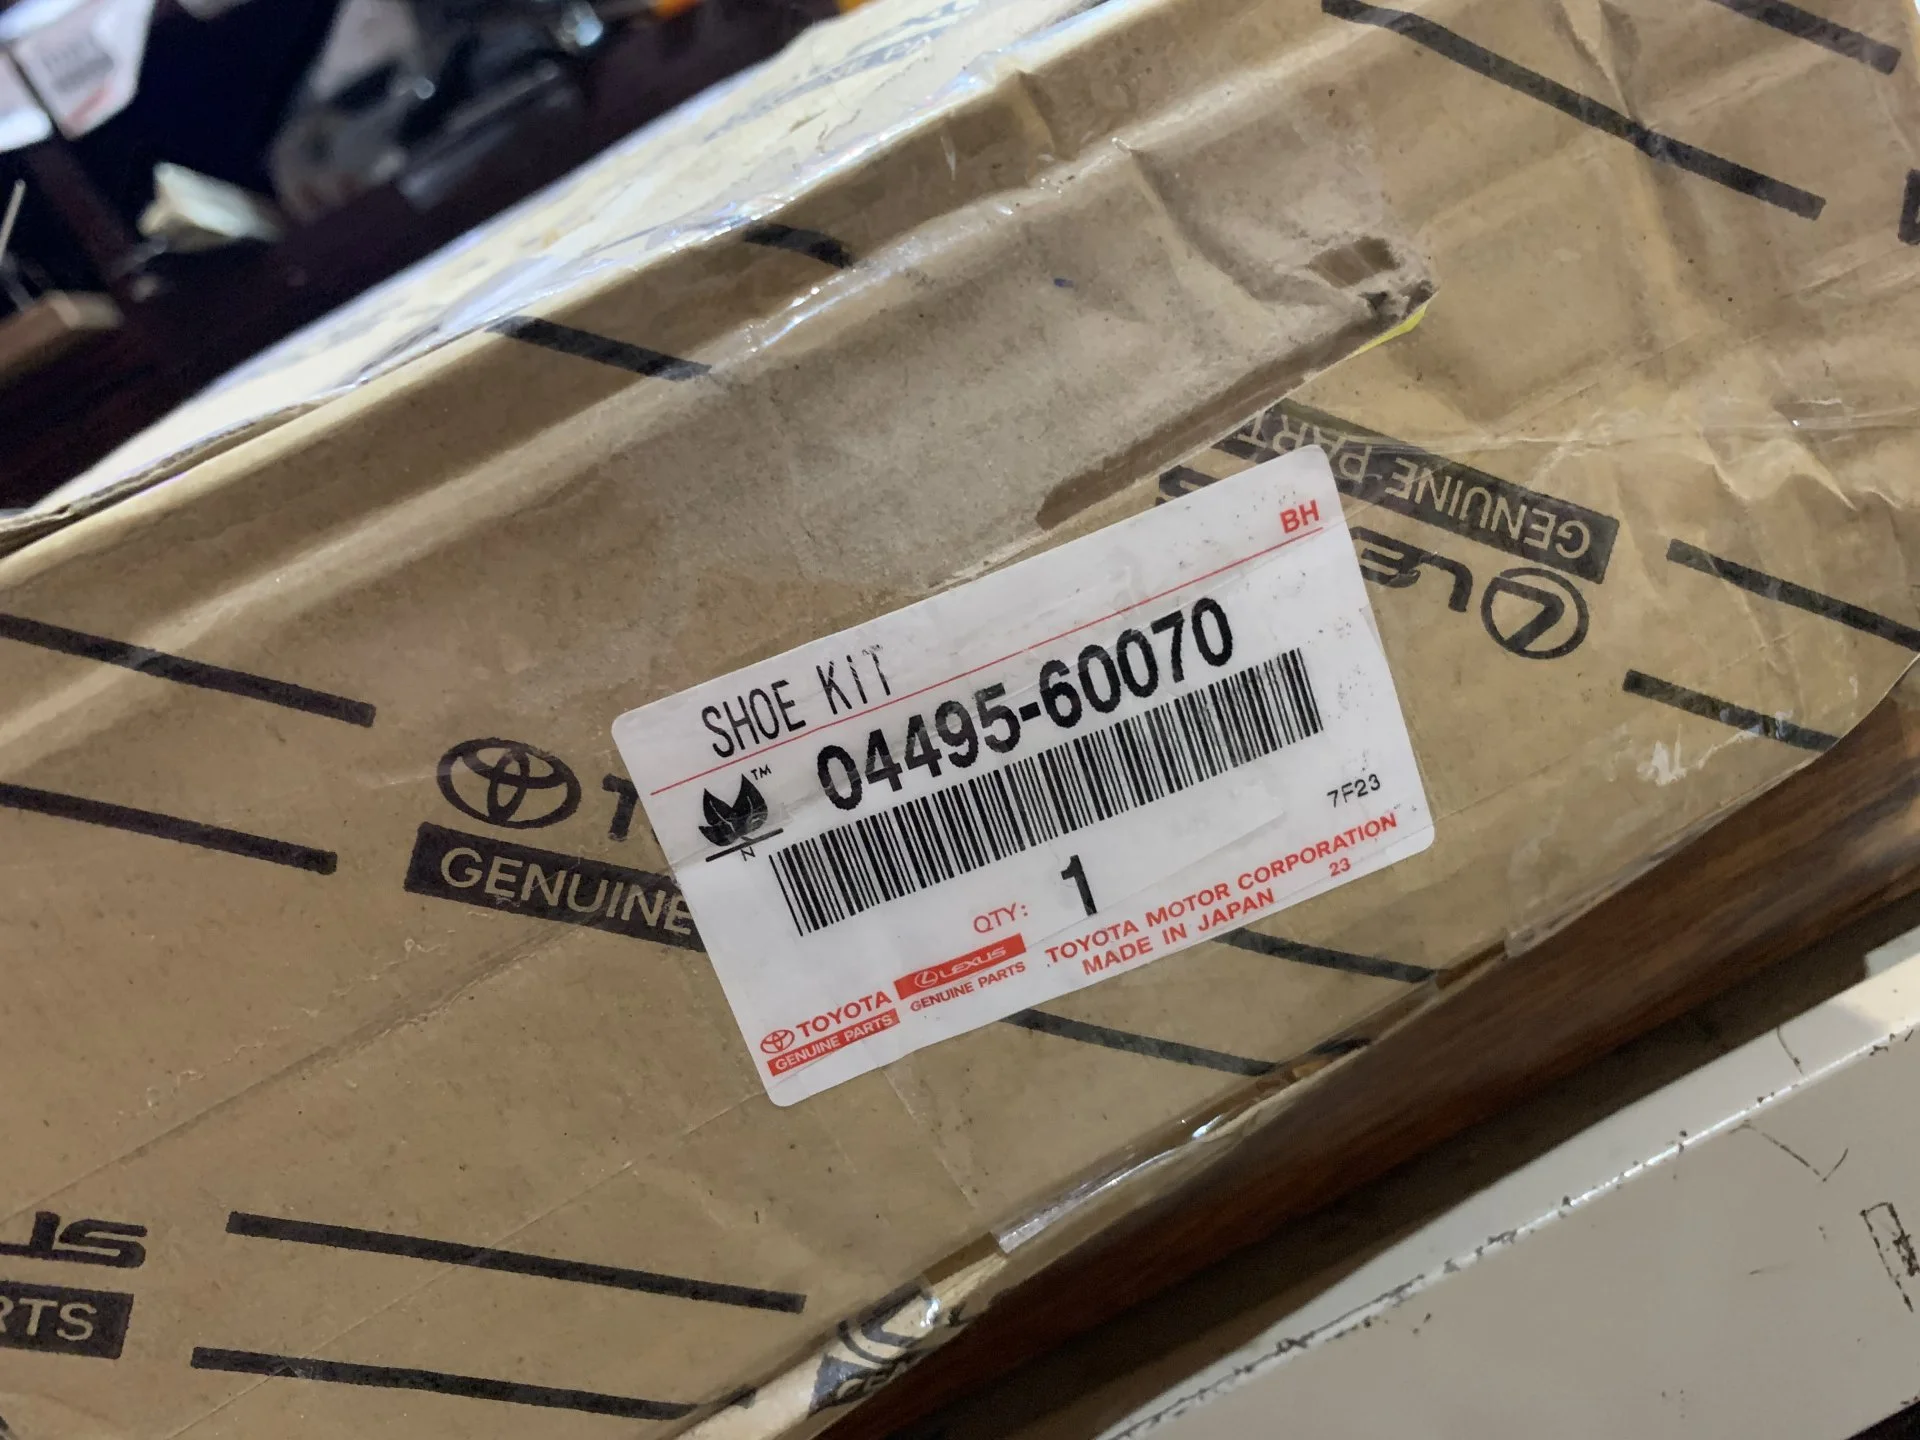 BH
SHOE KIT
04495-60070
™
N
7F23
QTY: 1
TOYOTA MOTOR CORPORATION
MADE IN JAPAN 23
TOYOTA
GENUINE PARTS
LEXUS
GENUINE PARTS
GENUINE PARTS
GENUINE